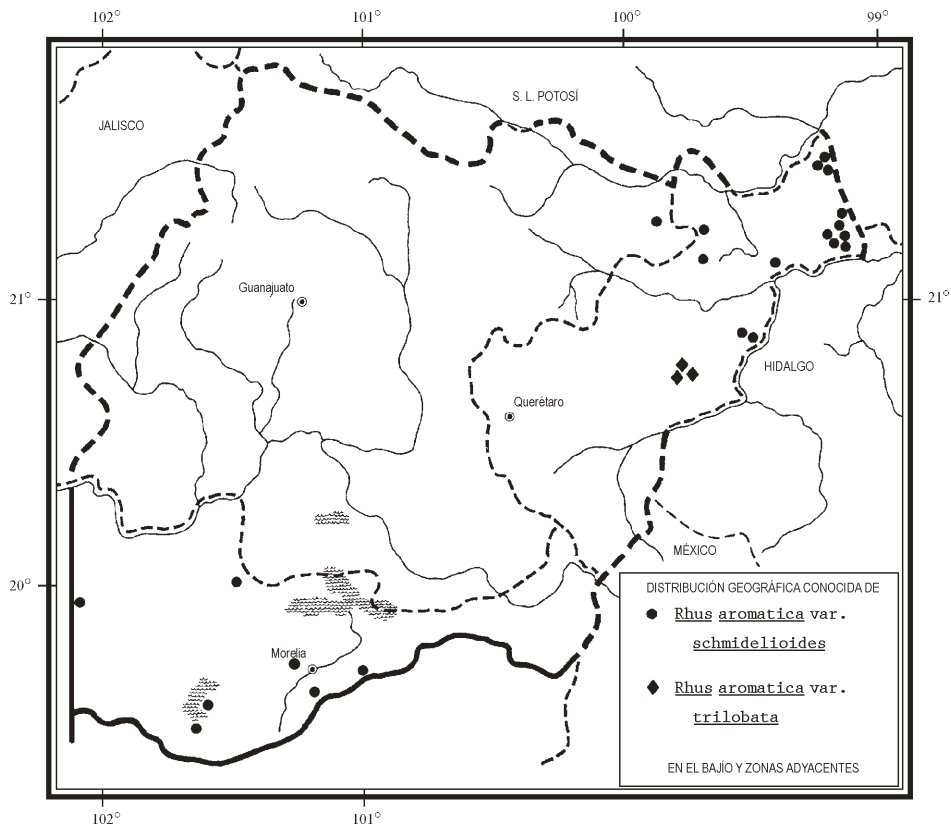 102° 101° 100° 99°
S. L. POTOSÍ
JALISCO
Guanajuato
21° 21°
HIDALGO
Querétaro
MÉXICO
20°
DISTRIBUCIÓN GEOGRÁFICA CONOCIDA DE
Rhus aromatica var.
schmidelioides
Morelia
Rhus aromatica var.
trilobata
EN EL BAJÍO Y ZONAS ADYACENTES
102° 101°